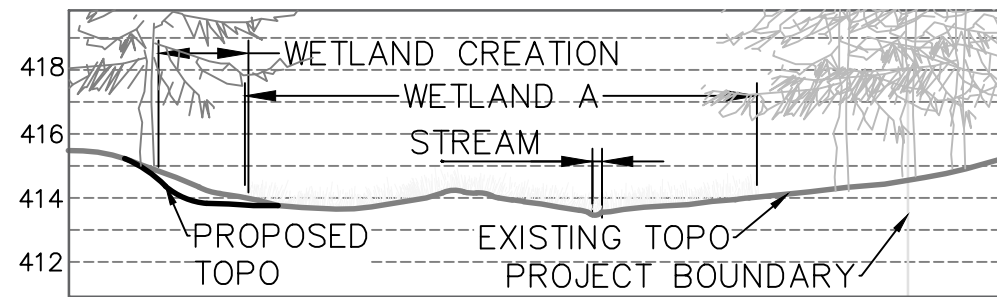 WETLAND CREATION
418
WETLAND A
416
STREAM
414
PROPOSED
TOPO
EXISTING TOPO
412
PROJECT BOUNDARY